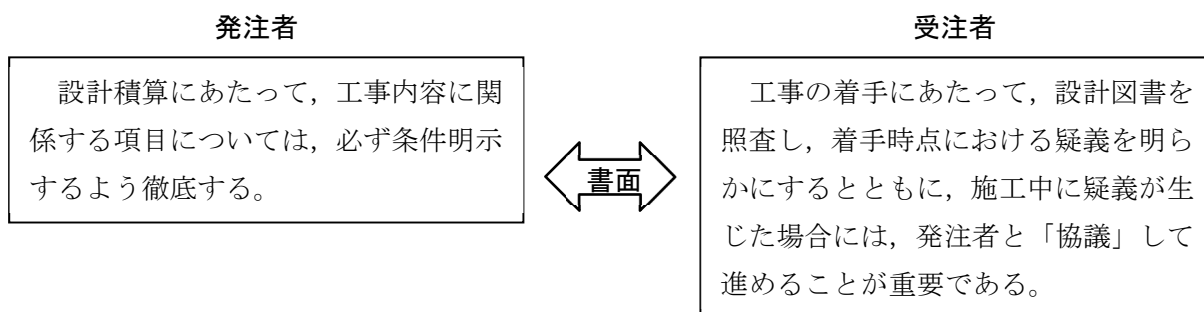 発注者
設計積算にあたって，工事内容に関
係する項目については，必ず条件明示
するよう徹底する。
書面
受注者
工事の着手にあたって，設計図書を
照査し，着手時点における疑義を明ら
かにするとともに，施工中に疑義が生
じた場合には，発注者と「協議」して
進めることが重要である。